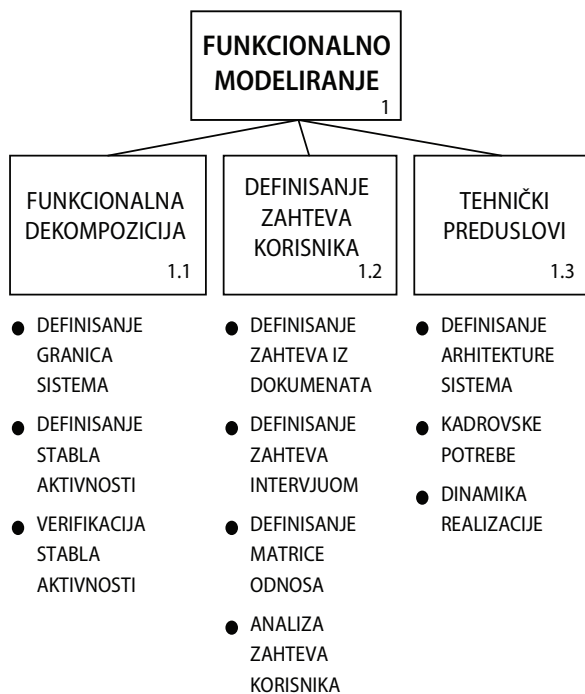 FUNKCIONALNO
MODELIRANJE
1
FUNKCIONALNA
DEKOMPOZICIJA
1.1
DEFINISANJE
ZAHTEVA
KORISNIKA
1.2
TEHNIČKI
PREDUSLOVI
1.3
● DEFINISANJE
GRANICA
SISTEMA
● DEFINISANJE
STABLA
AKTIVNOSTI
● VERIFIKACIJA
STABLA
AKTIVNOSTI
● DEFINISANJE
ZAHTEVA IZ
DOKUMENATA
● DEFINISANJE
ZAHTEVA
INTERVJUOM
● DEFINISANJE
MATRICE
ODNOSA
● ANALIZA
ZAHTEVA
KORISNIKA
● DEFINISANJE
ARHITEKTURE
SISTEMA
● KADROVSKE
POTREBE
● DINAMIKA
REALIZACIJE